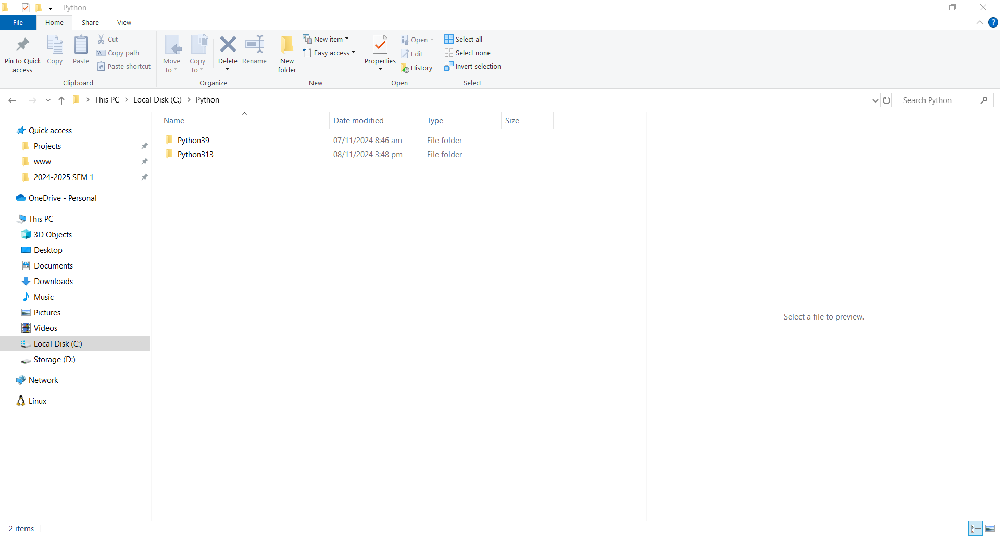 Python
File Home Share View
Pin to Quick access
Copy
Paste
Cut
Copy path
Paste shortcut
Clipboard
Move to
Copy to
Delete
Rename
Organize
New folder
New item
Easy access
New
Properties
Open
Edit
History
Open
Select all
Select none
Invert selection
Select
This PC Local Disk (C:) Python
Search Python
Name Date modified Type Size
Python39 07/11/2024 8:46 am File folder
Python313 08/11/2024 3:48 pm File folder
Quick access
Projects
www
2024-2025 SEM 1
OneDrive - Personal
This PC
3D Objects
Desktop
Documents
Downloads
Music
Pictures
Videos
Local Disk (C:)
Storage (D:)
Network
Linux
Select a file to preview.
2 items